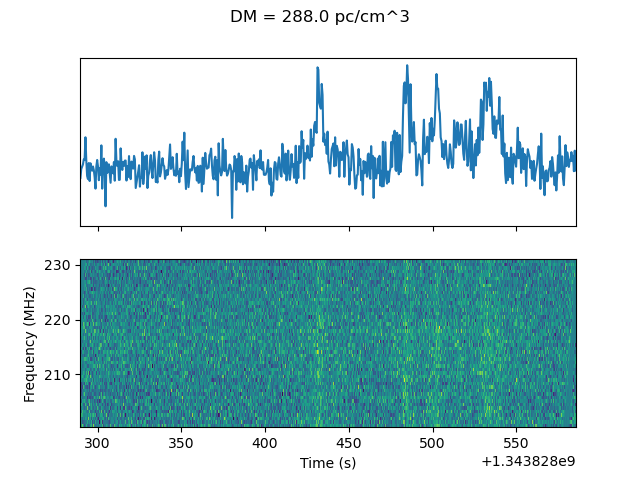 DM = 288.0 pc/cm^3
230
220
210
Frequency (MHz)
300 350 400 450 500 550
Time (s)
+1.343828e9